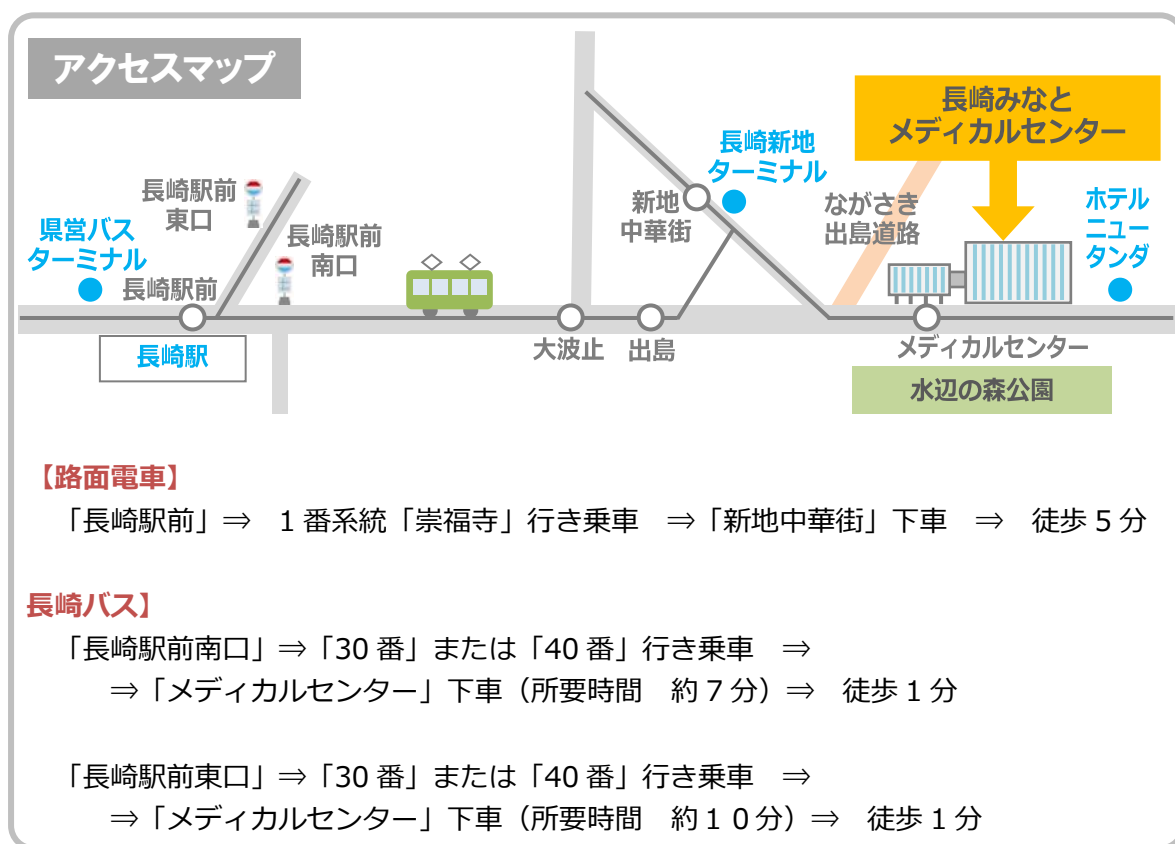 アクセスマップ
長崎みなと
メディカルセンター
長崎新地
ターミナル
長崎駅前
東口
新地
中華街
ながさき
出島道路
ホテル
ニュー
タンダ
県営バス
ターミナル
長崎駅前
南口
長崎駅前
長崎駅
大波止
出島
メディカルセンター
水辺の森公園
【路面電車】
「長崎駅前」⇒ 1番系統「崇福寺」行き乗車 ⇒「新地中華街」下車 ⇒ 徒歩5分
長崎バス】
「長崎駅前南口」⇒「30番」または「40番」行き乗車 ⇒
⇒「メディカルセンター」下車（所要時間 約7分）⇒ 徒歩1分
「長崎駅前東口」⇒「30番」または「40番」行き乗車 ⇒
⇒「メディカルセンター」下車（所要時間 約10分）⇒ 徒歩1分